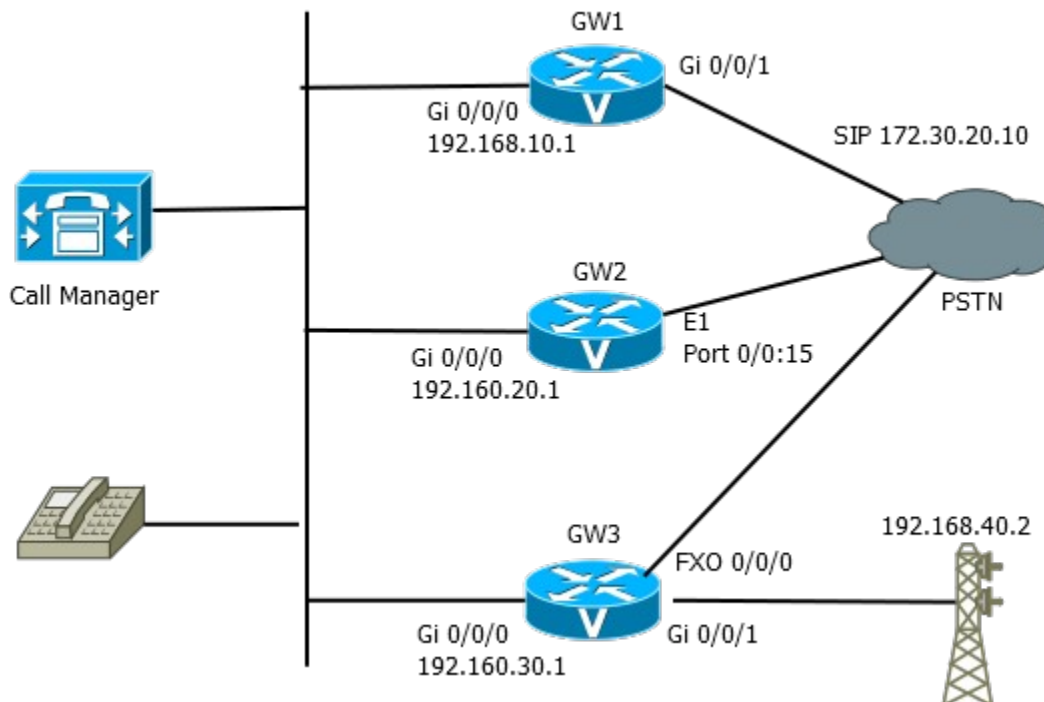 GW1
Gi 0/0/1
Gi 0/0/0
192.168.10.1
SIP 172.30.20.10
Call Manager
GW2
E1
Port 0/0:15
PSTN
Gi 0/0/0
192.160.20.1
GW3
FXO 0/0/0
192.168.40.2
Gi 0/0/0
192.160.30.1
Gi 0/0/1
V
V
V